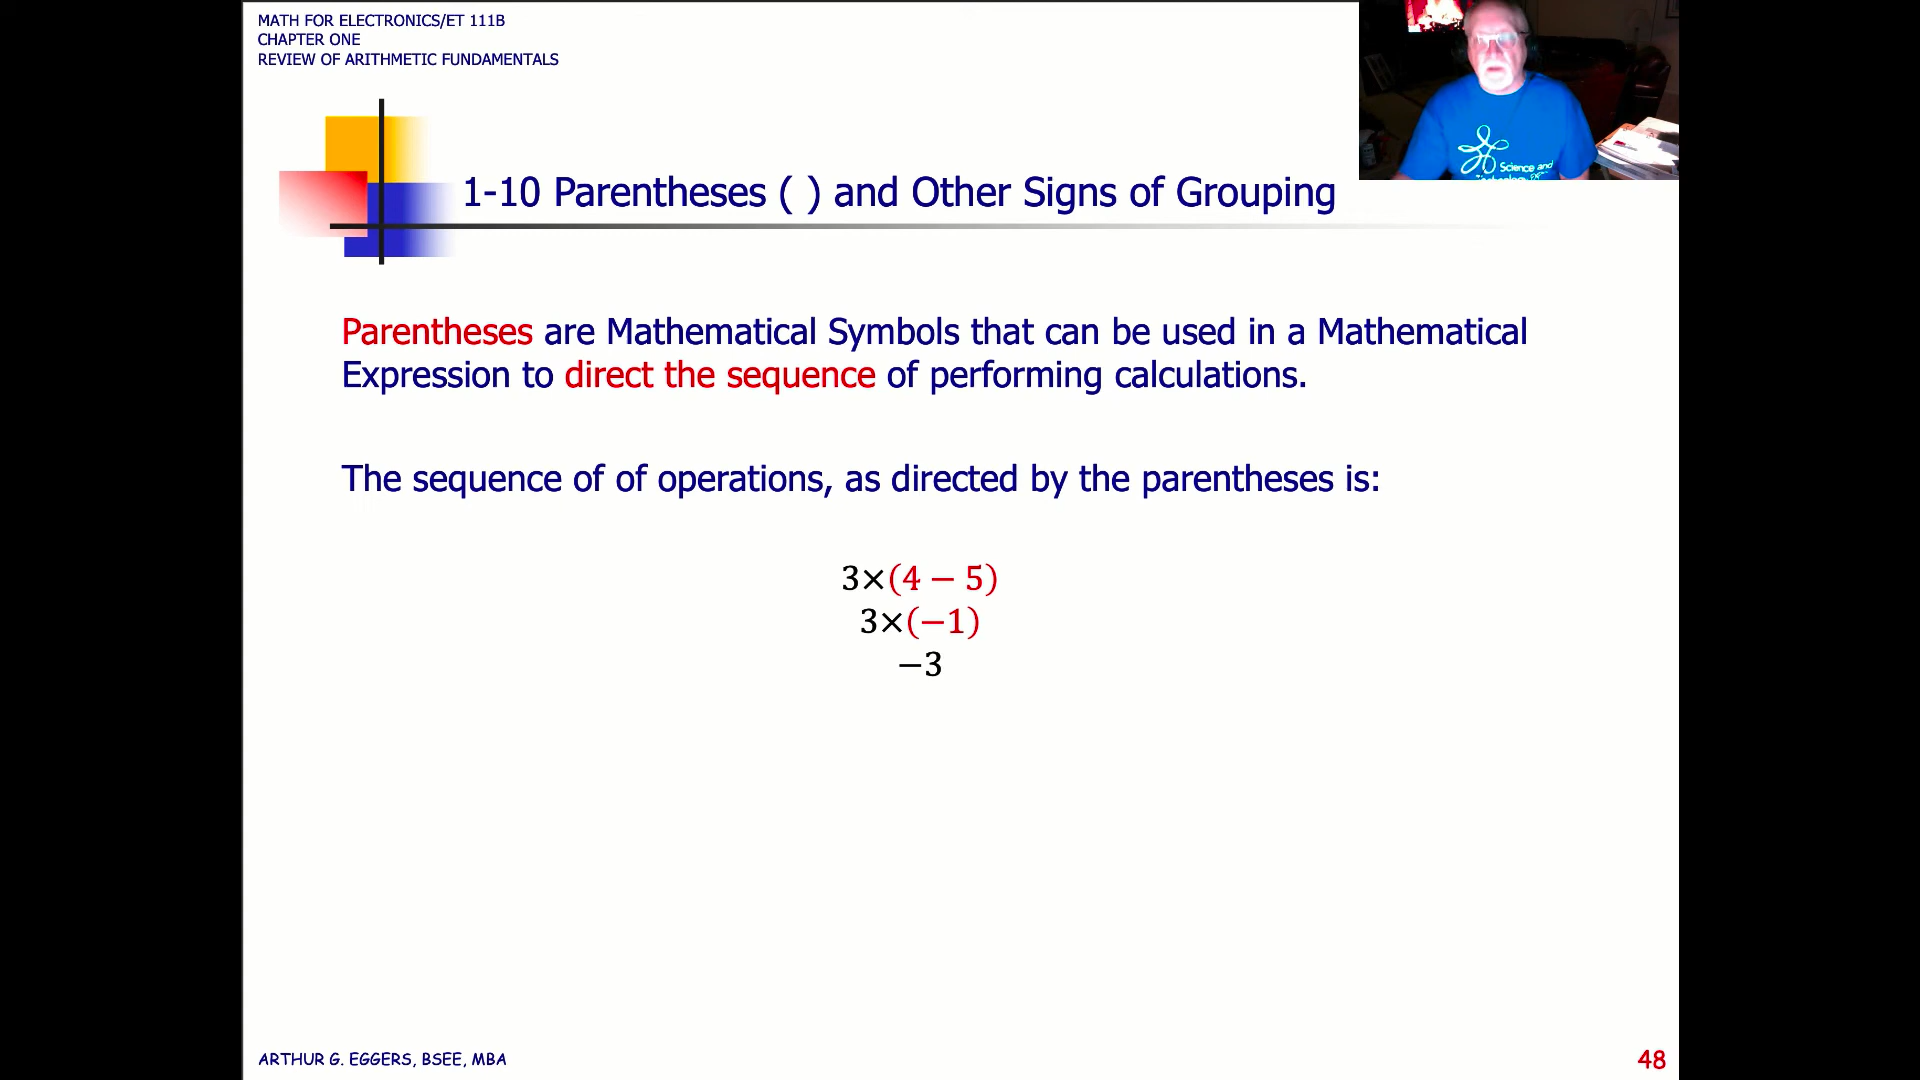 MATH FOR ELECTRONICS/ET 111B
CHAPTER ONE
REVIEW OF ARITHMETIC FUNDAMENTALS
1-10 Parentheses ( ) and Other Signs of Grouping
Science and
Parentheses are Mathematical Symbols that can be used in a Mathematical
Expression to direct the sequence of performing calculations.
The sequence of of operations, as directed by the parentheses is:
3×(4 − 5)
3×(−1)
−3
ARTHUR G. EGGERS, BSEE, MBA
48